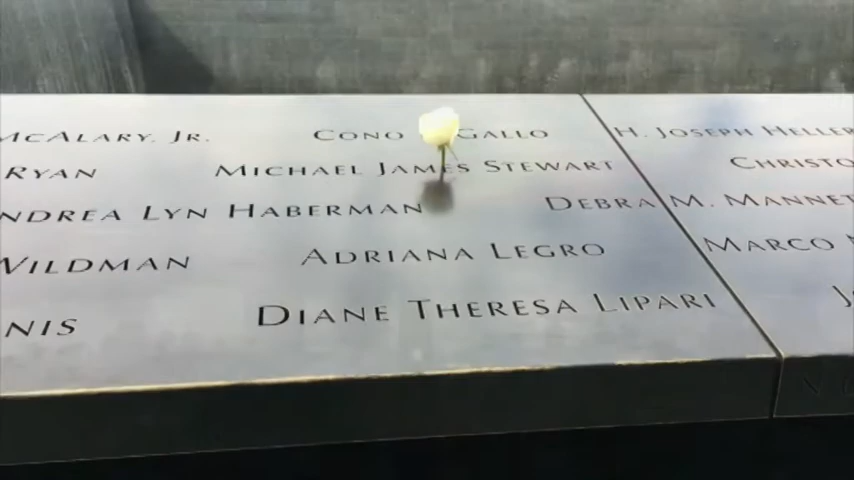 McAlary, Jr. Cono Gallo H. Joseph Heller
Ryan Michael James Stewart Christo
ndrea Lyn Haberman Debra M. Mannet
Wildman Adriana Legro Marco
nis Diane Theresa Lipari